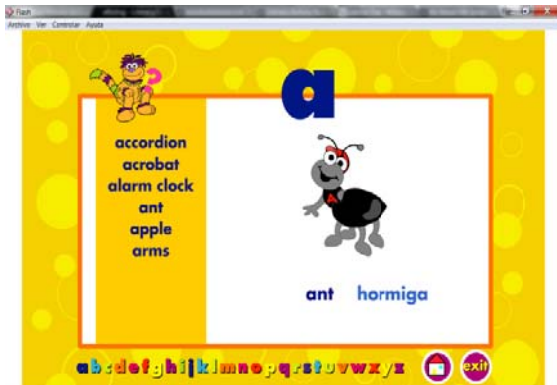 Flash
Archivo Ver Controlar Ayuda
?
a
accordion
acrobat
alarm clock
ant
apple
arms
A
ant hormiga
abcdefghijklmnopqrstuvwxyz
exit